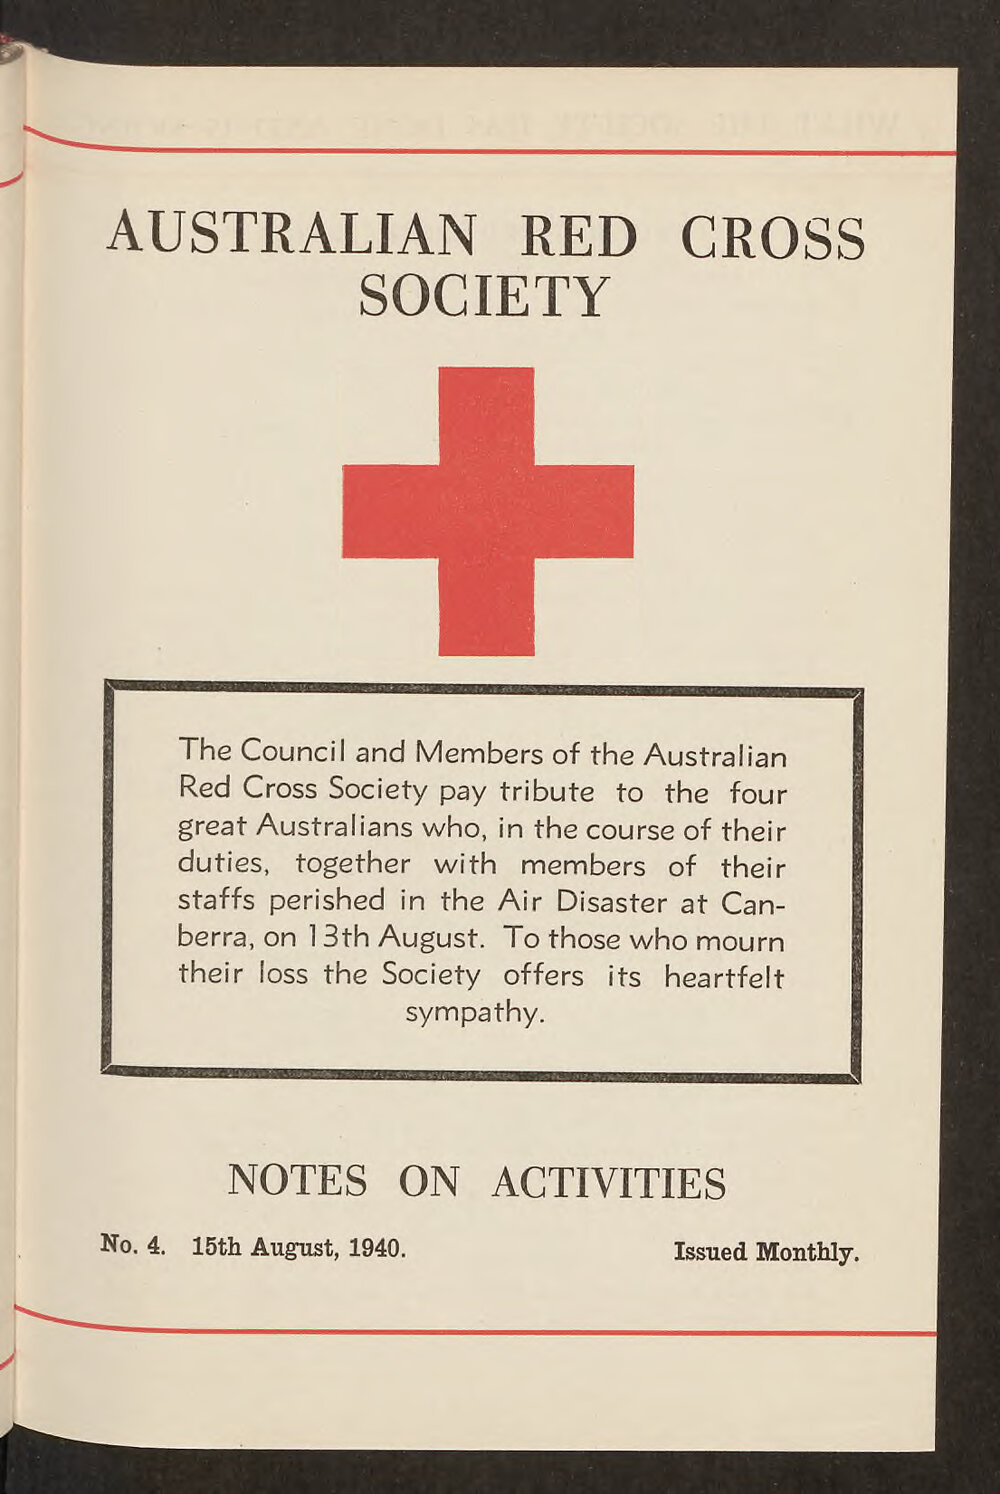 AUSTRALIAN RED CROSS
SOCIETY
The Council and Members of the Australian
Red Cross Society pay tribute to the four
great Australians who, in the course of their
duties, together with members of their
staffs perished in the Air Disaster at Can-
berra, on 13th August. To those who mourn
their loss the Society offers its heartfelt
sympathy.
NOTES ON ACTIVITIES
No. 4. 15th August, 1940.
Issued Monthly.